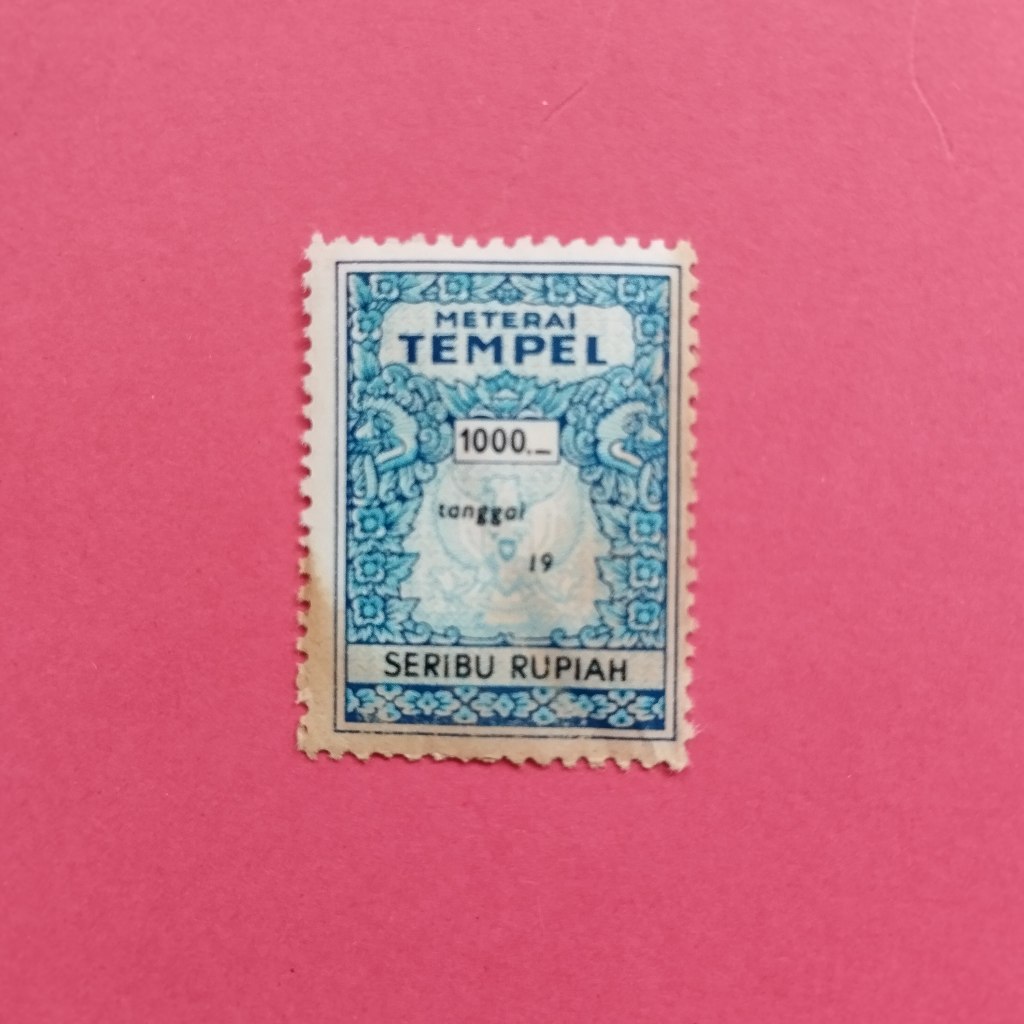 METERAI
TEMPEL
1000.—
tanggal
19
SERIBU RUPIAH